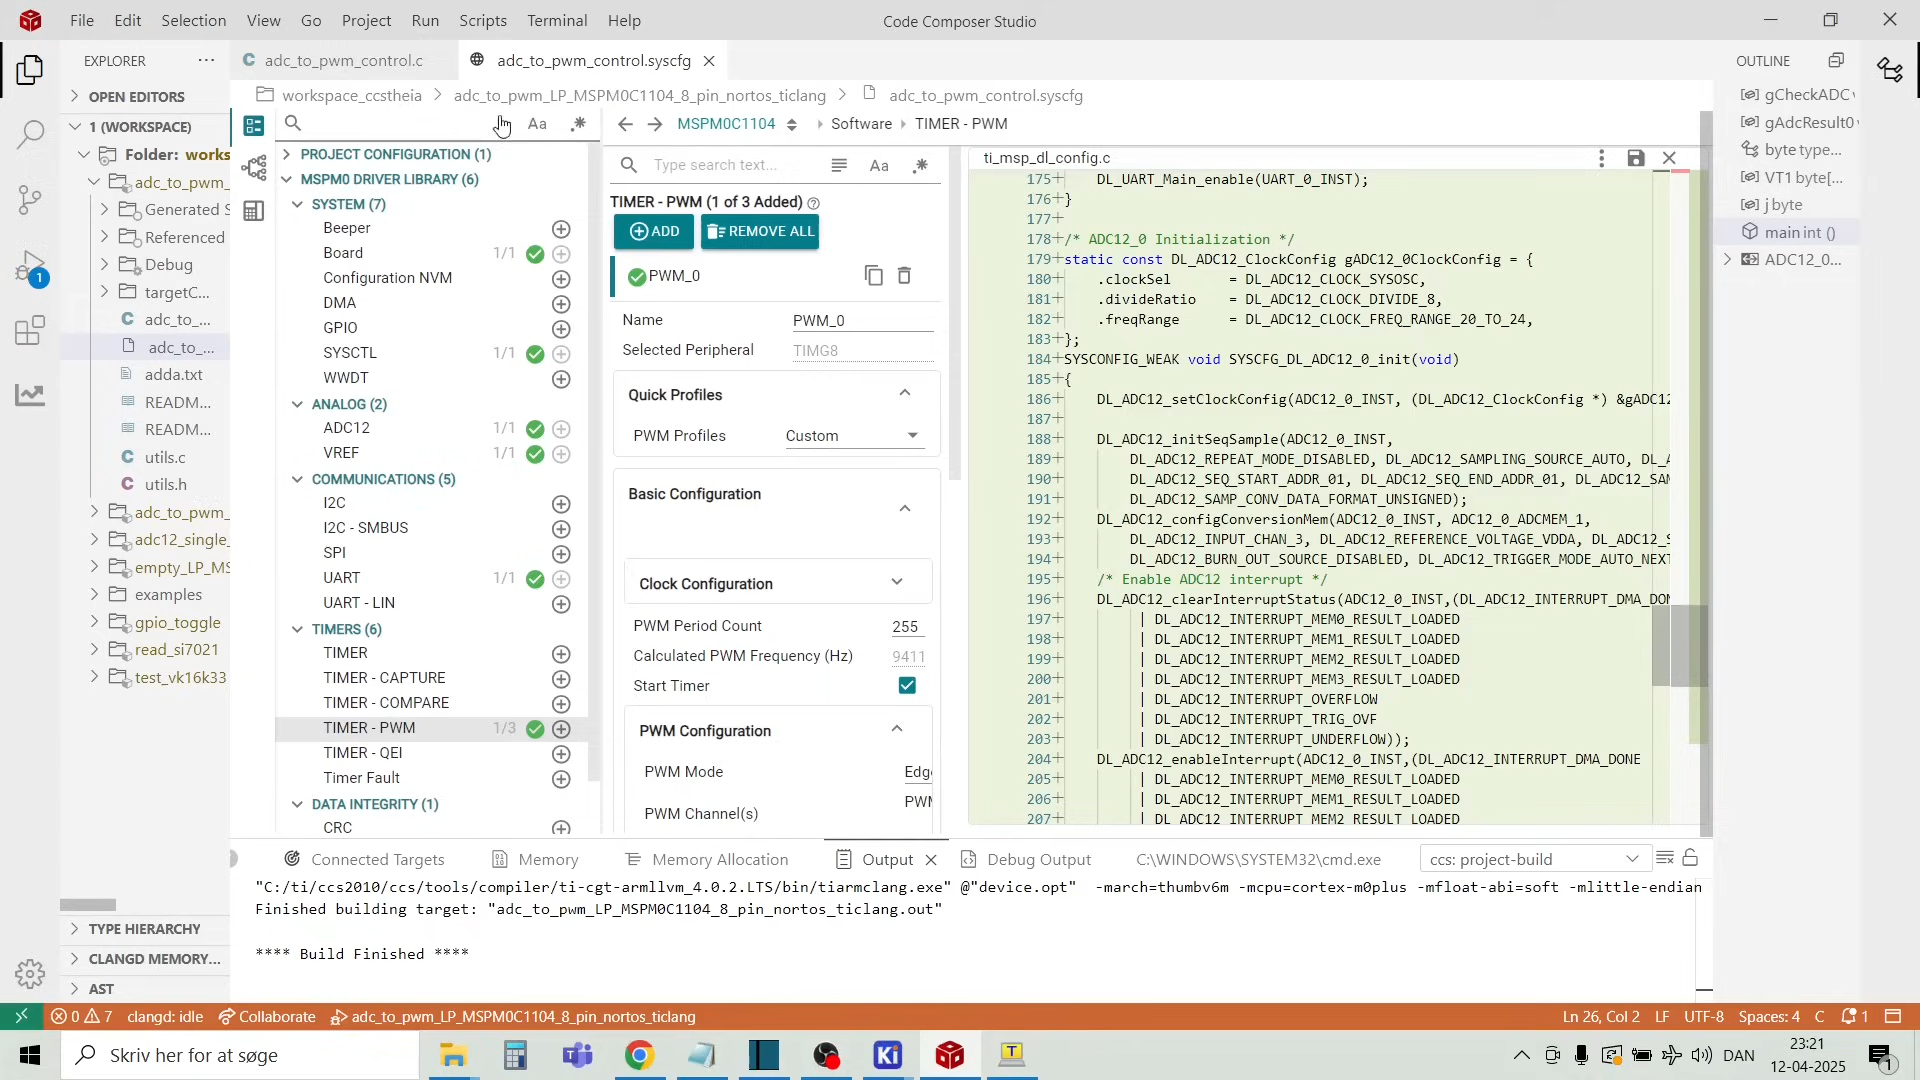 File Edit Selection View Go Project Run Scripts Terminal Help
Code Composer Studio
EXPLORER
OPEN EDITORS
1 (WORKSPACE)
Folder: works
adc_to_pwm_
Generated S
Referenced
Debug
targetC...
adc_to_...
adc_to_...
adda.txt
READM...
READM...
utils.c
utils.h
adc_to_pwm_
adc12_single_
empty_LP_MS
examples
gpio_toggle
read_si7021
test_vk16k33
TYPE HIERARCHY
CLANGD MEMORY...
AST
1
adc_to_pwm_control.c
adc_to_pwm_control.syscfg
workspace_ccstheia > adc_to_pwm_LP_MSPM0C1104_8_pin_nortos_ticlang > adc_to_pwm_control.syscfg
Aa
PROJECT CONFIGURATION (1)
MSPM0 DRIVER LIBRARY (6)
SYSTEM (7)
Beeper
Board 1/1
Configuration NVM
DMA
GPIO
SYSCTL 1/1
WWDT
ANALOG (2)
ADC12 1/1
VREF 1/1
COMMUNICATIONS (5)
I2C
I2C - SMBUS
SPI
UART 1/1
UART - LIN
TIMERS (6)
TIMER
TIMER - CAPTURE
TIMER - COMPARE
TIMER - PWM 1/3
TIMER - QEI
Timer Fault
DATA INTEGRITY (1)
CRC
MSPM0C1104 Software TIMER - PWM
Type search text... Aa
TIMER - PWM (1 of 3 Added)
ADD REMOVE ALL
PWM_0
Name PWM_0
Selected Peripheral TIMG8
Quick Profiles
PWM Profiles Custom
Basic Configuration
Clock Configuration
PWM Period Count 255
Calculated PWM Frequency (Hz) 9411
Start Timer
PWM Configuration
PWM Mode Edg
PWM Channel(s) PWM
ti_msp_dl_config.c
175+ DL_UART_Main_enable(UART_0_INST);
176+}
177+
178+/* ADC12_0 Initialization */
179+static const DL_ADC12_ClockConfig gADC12_0ClockConfig = {
180+ .clockSel = DL_ADC12_CLOCK_SYSOSC,
181+ .divideRatio = DL_ADC12_CLOCK_DIVIDE_8,
182+ .freqRange = DL_ADC12_CLOCK_FREQ_RANGE_20_TO_24,
183+};
184+SYSCONFIG_WEAK void SYSCFG_DL_ADC12_0_init(void)
185+{
186+ DL_ADC12_setClockConfig(ADC12_0_INST, (DL_ADC12_ClockConfig *) &gADC12
187+
188+ DL_ADC12_initSeqSample(ADC12_0_INST,
189+ DL_ADC12_REPEAT_MODE_DISABLED, DL_ADC12_SAMPLING_SOURCE_AUTO, DL_A
190+ DL_ADC12_SEQ_START_ADDR_01, DL_ADC12_SEQ_END_ADDR_01, DL_ADC12_SAM
191+ DL_ADC12_SAMP_CONV_DATA_FORMAT_UNSIGNED);
192+ DL_ADC12_configConversionMem(ADC12_0_INST, ADC12_0_ADCMEM_1,
193+ DL_ADC12_INPUT_CHAN_3, DL_ADC12_REFERENCE_VOLTAGE_VDDA, DL_ADC12_S
194+ DL_ADC12_BURN_OUT_SOURCE_DISABLED, DL_ADC12_TRIGGER_MODE_AUTO_NEXT
195+ /* Enable ADC12 interrupt */
196+ DL_ADC12_clearInterruptStatus(ADC12_0_INST,(DL_ADC12_INTERRUPT_DMA_DON
197+ | DL_ADC12_INTERRUPT_MEM0_RESULT_LOADED
198+ | DL_ADC12_INTERRUPT_MEM1_RESULT_LOADED
199+ | DL_ADC12_INTERRUPT_MEM2_RESULT_LOADED
200+ | DL_ADC12_INTERRUPT_MEM3_RESULT_LOADED
201+ | DL_ADC12_INTERRUPT_OVERFLOW
202+ | DL_ADC12_INTERRUPT_TRIG_OVF
203+ | DL_ADC12_INTERRUPT_UNDERFLOW));
204+ DL_ADC12_enableInterrupt(ADC12_0_INST,(DL_ADC12_INTERRUPT_DMA_DONE
205+ | DL_ADC12_INTERRUPT_MEM0_RESULT_LOADED
206+ | DL_ADC12_INTERRUPT_MEM1_RESULT_LOADED
207+ | DL_ADC12_INTERRUPT_MEM2_RESULT_LOADED
OUTLINE
gCheckADC
gAdcResult0
byte type...
VT1 byte[...
j byte
main int ()
ADC12_0...
Connected Targets Memory Memory Allocation Output Debug Output C:\WINDOWS\SYSTEM32\cmd.exe ccs: project-build
"C:/ti/ccs2010/ccs/tools/compiler/ti-cgt-armllvm_4.0.2.LTS/bin/tiarmclang.exe" @"device.opt" -march=thumbv6m -mcpu=cortex-m0plus -mfloat-abi=soft -mlittle-endian
Finished building target: "adc_to_pwm_LP_MSPM0C1104_8_pin_nortos_ticlang.out"
**** Build Finished ****
0 7 clangd: idle Collaborate adc_to_pwm_LP_MSPM0C1104_8_pin_nortos_ticlang Ln 26, Col 2 LF UTF-8 Spaces: 4 C 1
Skriv her for at søge
Ki
T
DAN
23:21
12-04-2025
1